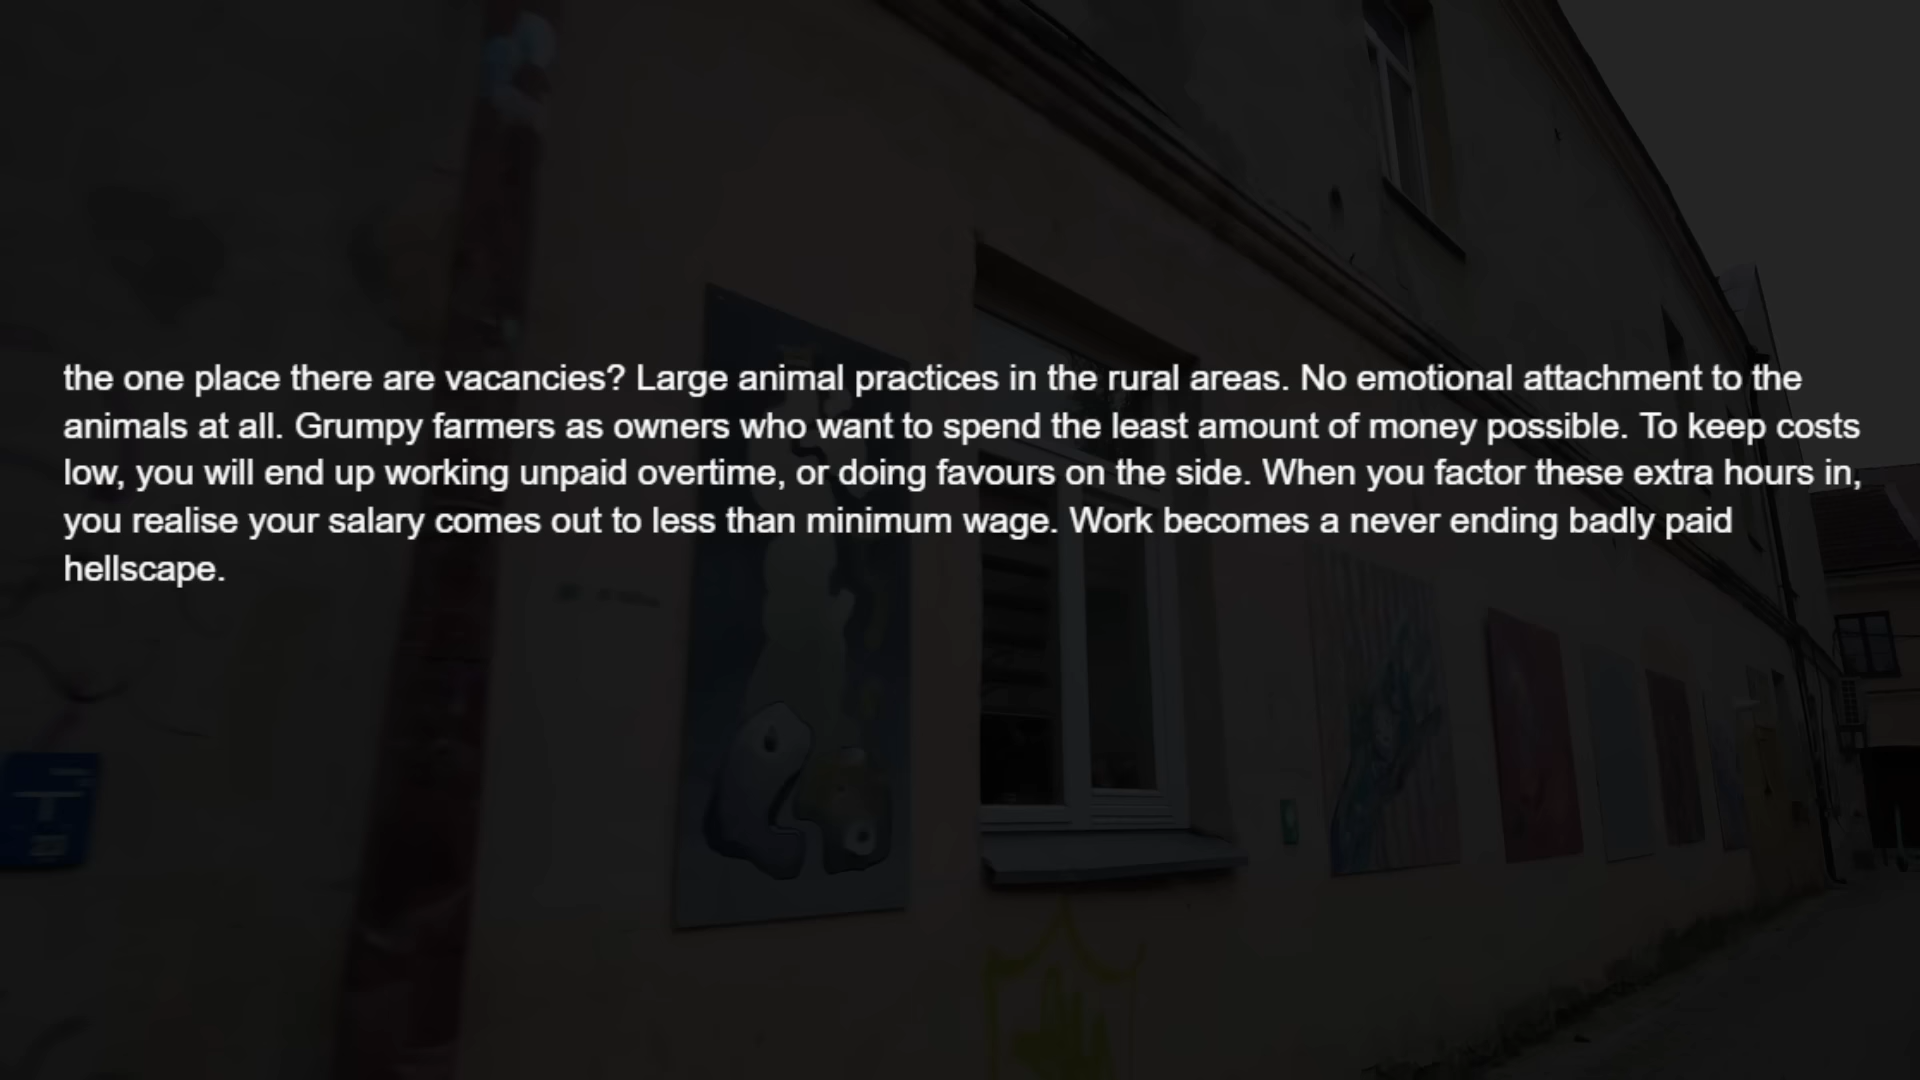 the one place there are vacancies? Large animal practices in the rural areas. No emotional attachment to the
animals at all. Grumpy farmers as owners who want to spend the least amount of money possible. To keep costs
low, you will end up working unpaid overtime, or doing favours on the side. When you factor these extra hours in,
you realise your salary comes out to less than minimum wage. Work becomes a never ending badly paid
hellscape.